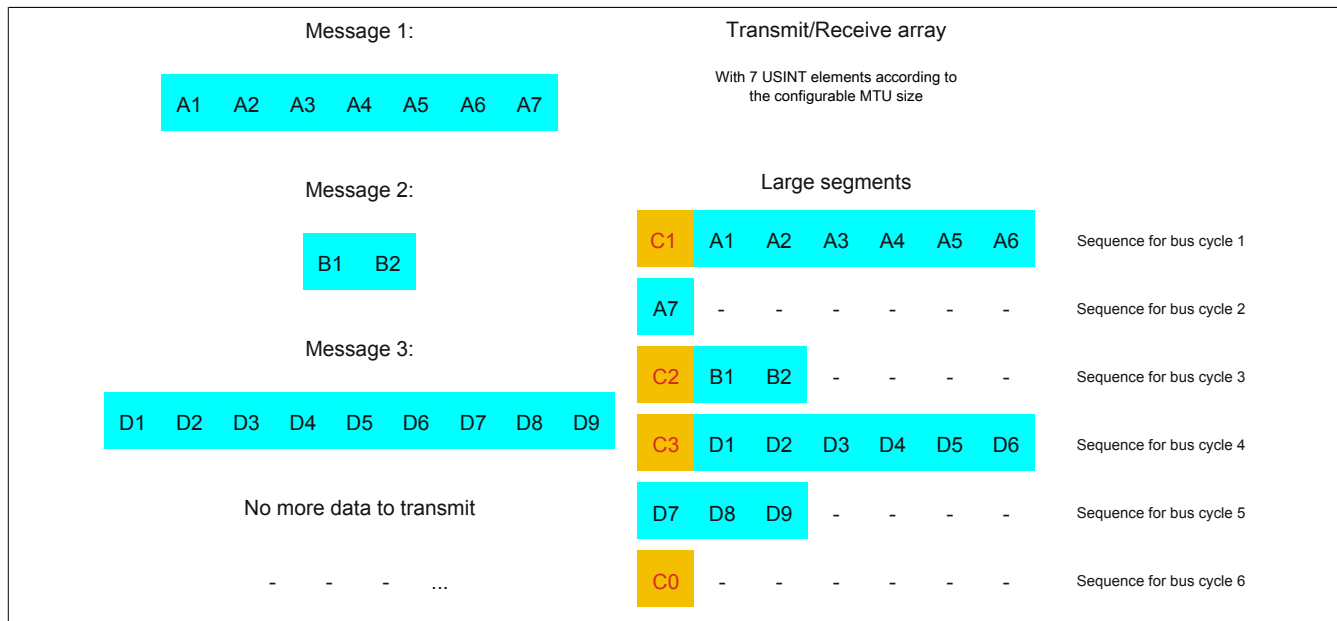 Message 1:
A1 A2 A3 A4 A5 A6 A7
Message 2:
B1 B2
Message 3:
D1 D2 D3 D4 D5 D6 D7 D8 D9
No more data to transmit
- - - ...
Transmit/Receive array
With 7 USINT elements according to
the configurable MTU size
Large segments
C1 A1 A2 A3 A4 A5 A6 Sequence for bus cycle 1
A7 - - - - - - Sequence for bus cycle 2
C2 B1 B2 - - - - Sequence for bus cycle 3
C3 D1 D2 D3 D4 D5 D6 Sequence for bus cycle 4
D7 D8 D9 - - - - Sequence for bus cycle 5
C0 - - - - - - Sequence for bus cycle 6